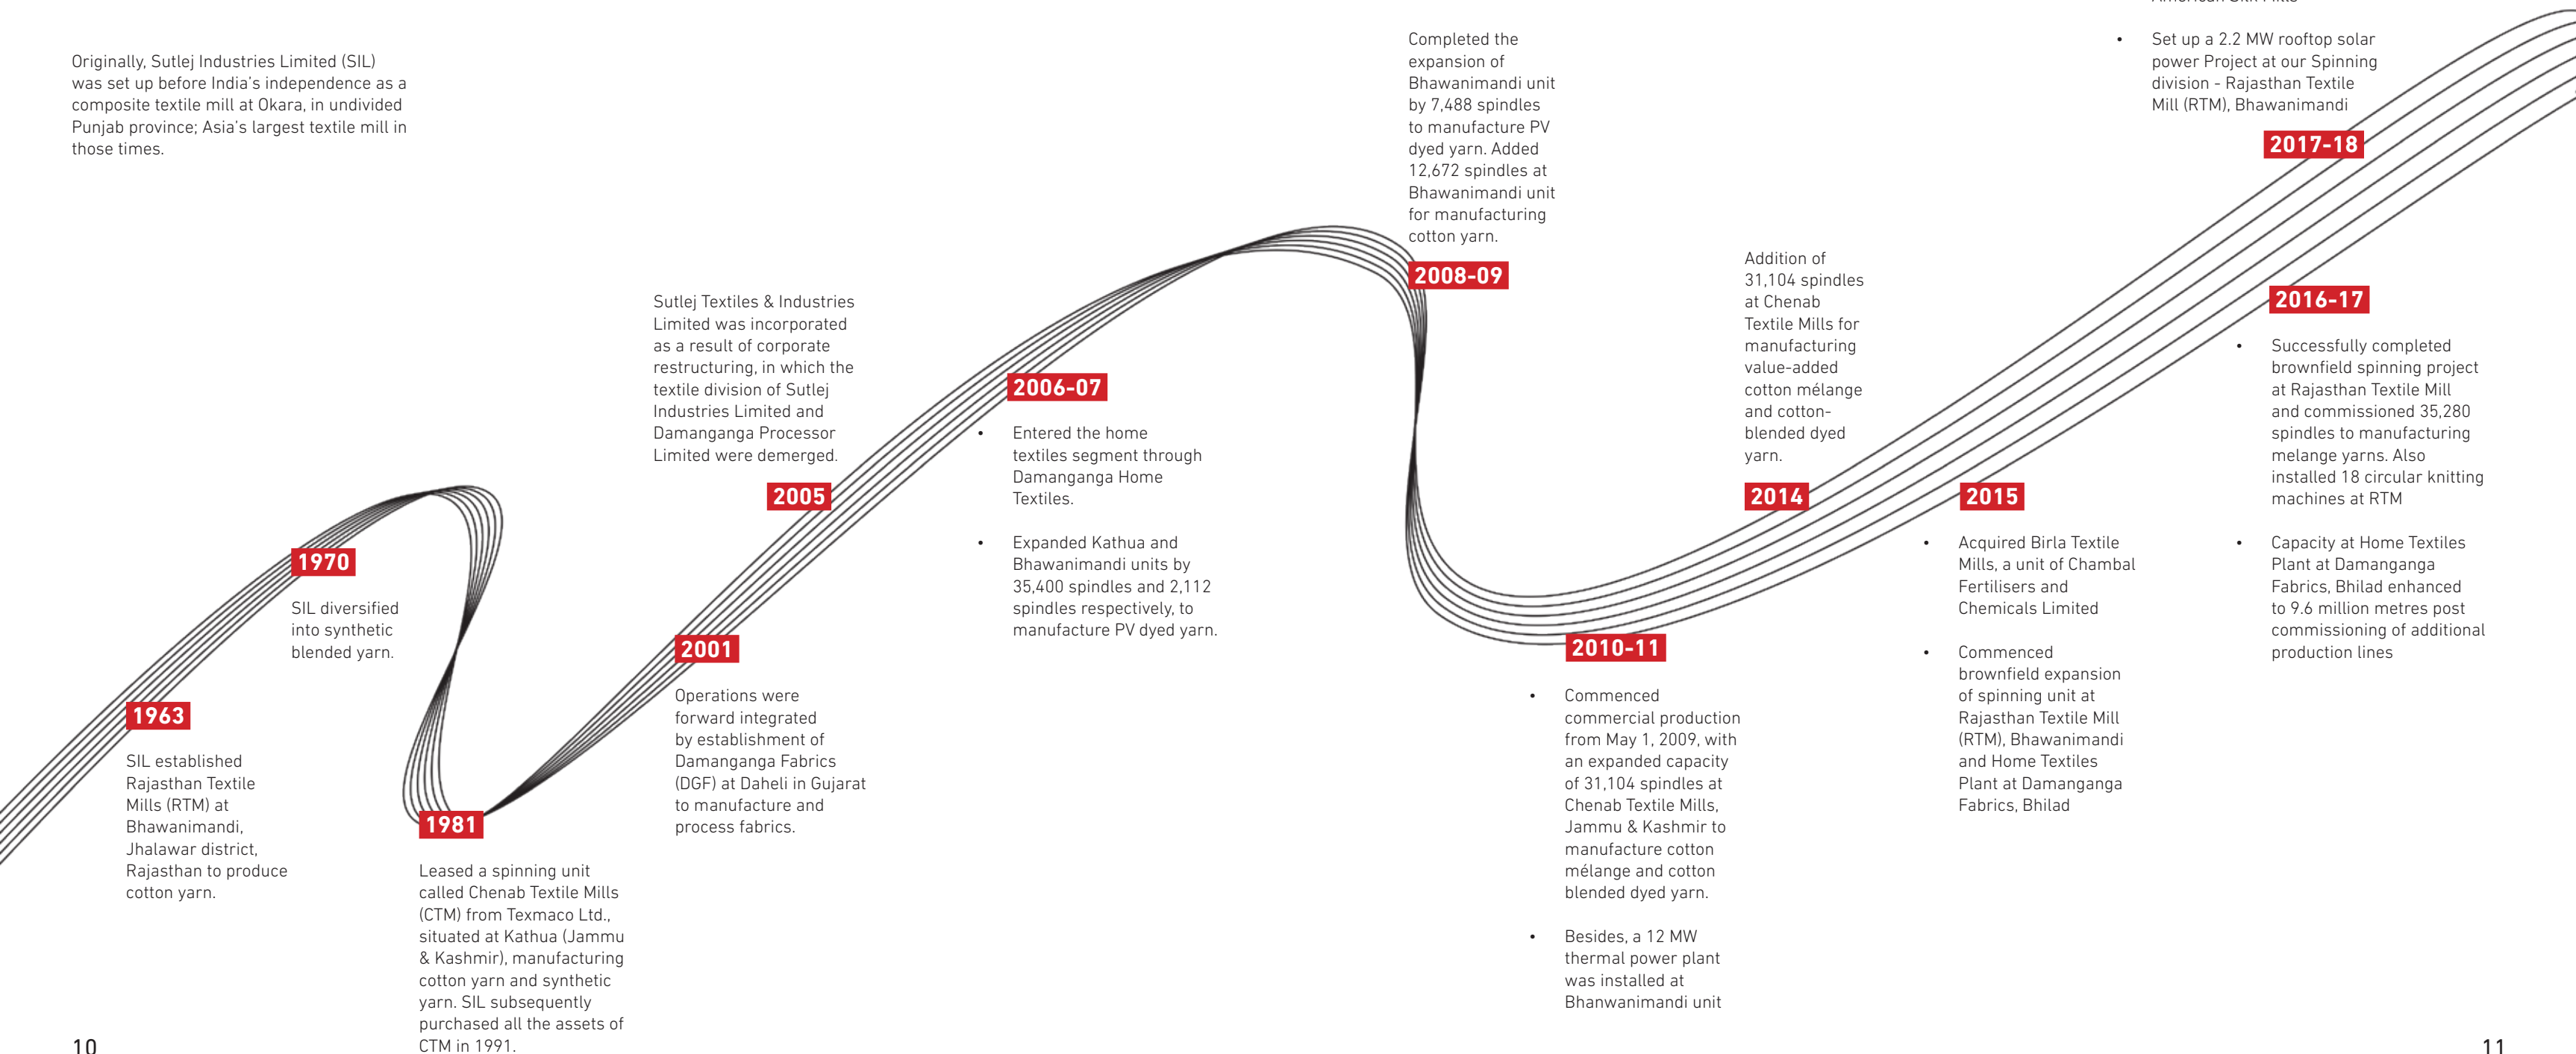 Originally, Sutlej Industries Limited (SIL)
was set up before India's independence as a
composite textile mill at Okara, in undivided
Punjab province; Asia's largest textile mill in
those times.
1963
SIL established
Rajasthan Textile
Mills (RTM) at
Bhawanimandi,
Jhalawar district,
Rajasthan to produce
cotton yarn.
1970
SIL diversified
into synthetic
blended yarn.
1981
Leased a spinning unit
called Chenab Textile Mills
(CTM) from Texmaco Ltd.,
situated at Kathua (Jammu
& Kashmir), manufacturing
cotton yarn and synthetic
yarn. SIL subsequently
purchased all the assets of
CTM in 1991.
2001
Operations were
forward integrated
by establishment of
Damanganga Fabrics
(DGF) at Daheli in Gujarat
to manufacture and
process fabrics.
Sutlej Textiles & Industries
Limited was incorporated
as a result of corporate
restructuring, in which the
textile division of Sutlej
Industries Limited and
Damanganga Processor
Limited were demerged.
2005
2006-07
• Entered the home
textiles segment through
Damanganga Home
Textiles.
• Expanded Kathua and
Bhawanimandi units by
35,400 spindles and 2,112
spindles respectively, to
manufacture PV dyed yarn.
Completed the
expansion of
Bhawanimandi unit
by 7,488 spindles
to manufacture PV
dyed yarn. Added
12,672 spindles at
Bhawanimandi unit
for manufacturing
cotton yarn.
2008-09
2010-11
• Commenced
commercial production
from May 1, 2009, with
an expanded capacity
of 31,104 spindles at
Chenab Textile Mills,
Jammu & Kashmir to
manufacture cotton
mélange and cotton
blended dyed yarn.
• Besides, a 12 MW
thermal power plant
was installed at
Bhanwanimandi unit
Addition of
31,104 spindles
at Chenab
Textile Mills for
manufacturing
value-added
cotton mélange
and cotton-
blended dyed
yarn.
2014
2015
• Acquired Birla Textile
Mills, a unit of Chambal
Fertilisers and
Chemicals Limited
• Commenced
brownfield expansion
of spinning unit at
Rajasthan Textile Mill
(RTM), Bhawanimandi
and Home Textiles
Plant at Damanganga
Fabrics, Bhilad
2016-17
• Successfully completed
brownfield spinning project
at Rajasthan Textile Mill
and commissioned 35,280
spindles to manufacturing
melange yarns. Also
installed 18 circular knitting
machines at RTM
• Capacity at Home Textiles
Plant at Damanganga
Fabrics, Bhilad enhanced
to 9.6 million metres post
commissioning of additional
production lines
• Set up a 2.2 MW rooftop solar
power Project at our Spinning
division - Rajasthan Textile
Mill (RTM), Bhawanimandi
2017-18
10
11